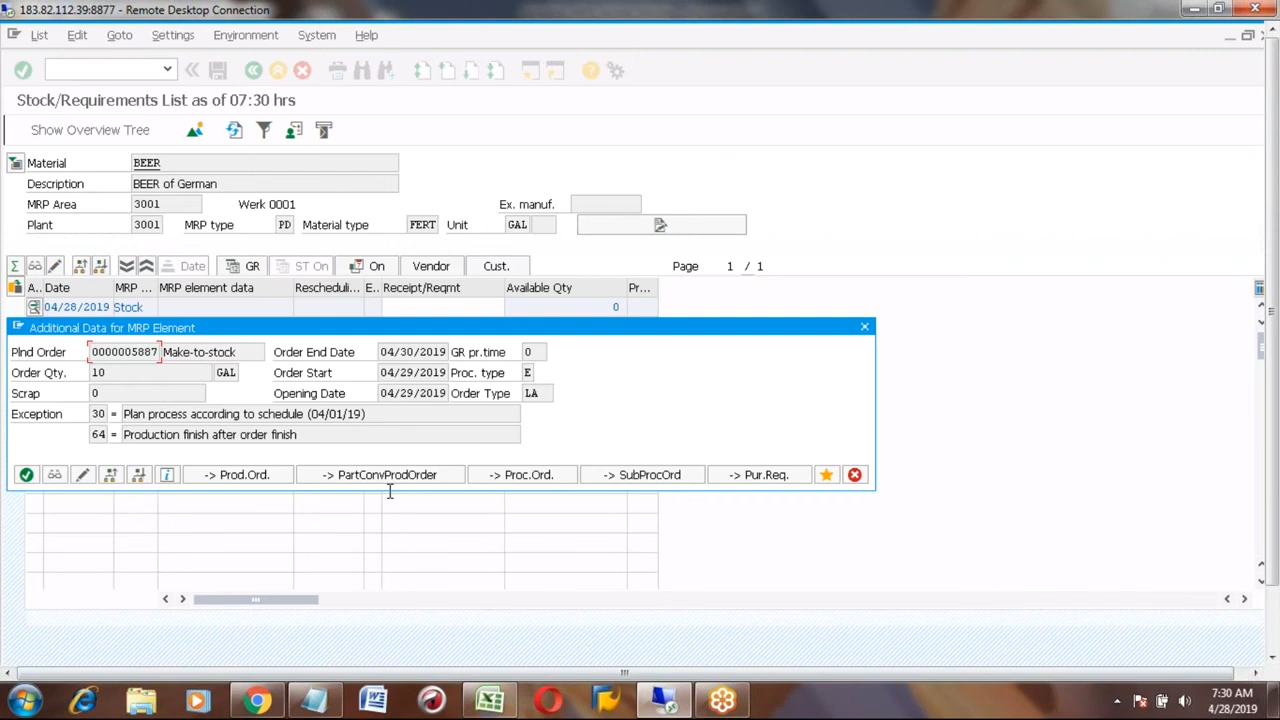 183.82.112.39:8877 - Remote Desktop Connection
List Edit Goto Settings Environment System Help
Stock/Requirements List as of 07:30 hrs
Show Overview Tree
Material BEER
Description BEER of German
MRP Area 3001 Werk 0001 Ex. manuf.
Plant 3001 MRP type PD Material type FERT Unit GAL
Date GR ST On On Vendor Cust. Page 1 / 1
A.. Date MRP ... MRP element data Rescheduli... E.. Receipt/Reqmt Available Qty Pr...
04/28/2019 Stock 0
Additional Data for MRP Element
Plnd Order 0000005887 Make-to-stock Order End Date 04/30/2019 GR pr.time 0
Order Qty. 10 GAL Order Start 04/29/2019 Proc. type E
Scrap 0 Opening Date 04/29/2019 Order Type LA
Exception 30 = Plan process according to schedule (04/01/19)
64 = Production finish after order finish
-> Prod.Ord. -> PartConvProdOrder -> Proc.Ord. -> SubProcOrd -> Pur.Req.
7:30 AM
4/28/2019